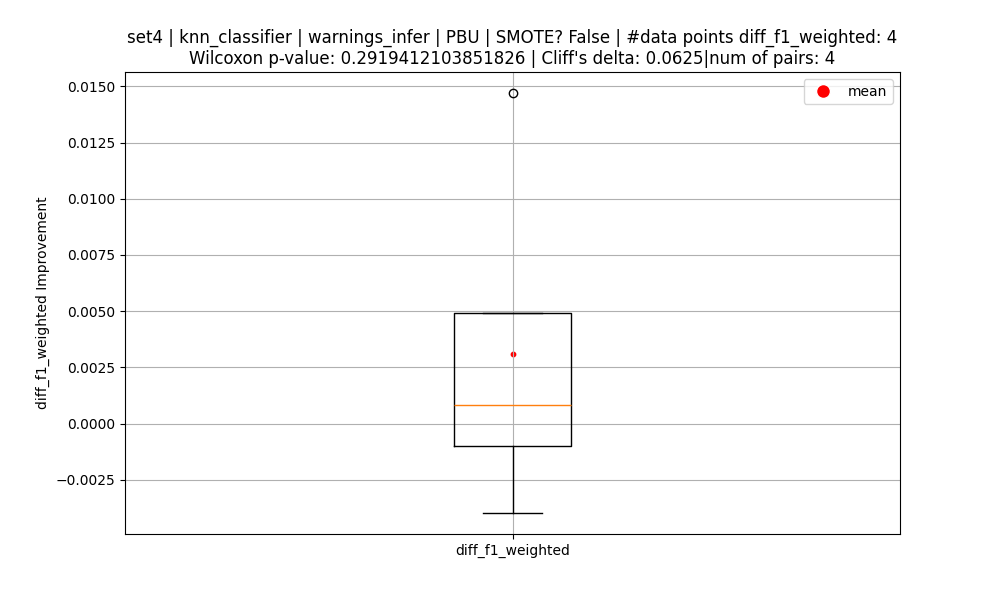 set4 | knn_classifier | warnings_infer | PBU | SMOTE? False | #data points diff_f1_weighted: 4
Wilcoxon p-value: 0.2919412103851826 | Cliff's delta: 0.0625|num of pairs: 4
mean
0.0150
0.0125
0.0100
0.0075
0.0050
0.0025
0.0000
−0.0025
diff_f1_weighted Improvement
diff_f1_weighted